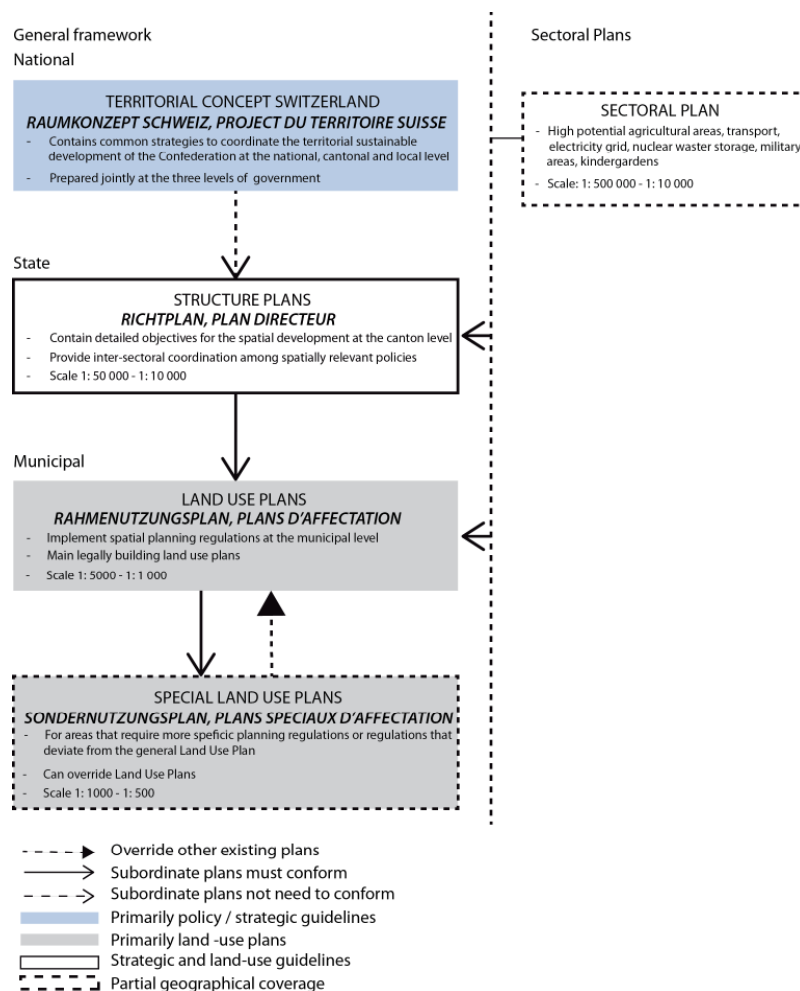 General framework
National
TERRITORIAL CONCEPT SWITZERLAND
RAUMKONZEPT SCHWEIZ, PROJECT DU TERRITOIRE SUISSE
- Contains common strategies to coordinate the territorial sustainable
development of the Confederation at the national, cantonal and local level
- Prepared jointly at the three levels of government
Sectoral Plans
SECTORAL PLAN
- High potential agricultural areas, transport,
electricity grid, nuclear waster storage, military
areas, kindergardens
- Scale: 1: 500 000 - 1: 10 000
State
STRUCTURE PLANS
RICHTPLAN, PLAN DIRECTEUR
- Contain detailed objectives for the spatial development at the canton level
- Provide inter-sectoral coordination among spatially relevant policies
- Scale 1: 50 000 - 1: 10 000
Municipal
LAND USE PLANS
RAHMENUTZUNGSPLAN, PLANS D'AFFECTATION
- Implement spatial planning regulations at the municipal level
- Main legally building land use plans
- Scale 1: 5000 - 1: 1 000
SPECIAL LAND USE PLANS
SONDERNUTZUNGSPLAN, PLANS SPECIAUX D'AFFECTATION
- For areas that require more speficic planning regulations or regulations that
deviate from the general Land Use Plan
- Can override Land Use Plans
- Scale 1: 1000 - 1: 500
Override other existing plans
Subordinate plans must conform
Subordinate plans not need to conform
Primarily policy / strategic guidelines
Primarily land -use plans
Strategic and land-use guidelines
Partial geographical coverage